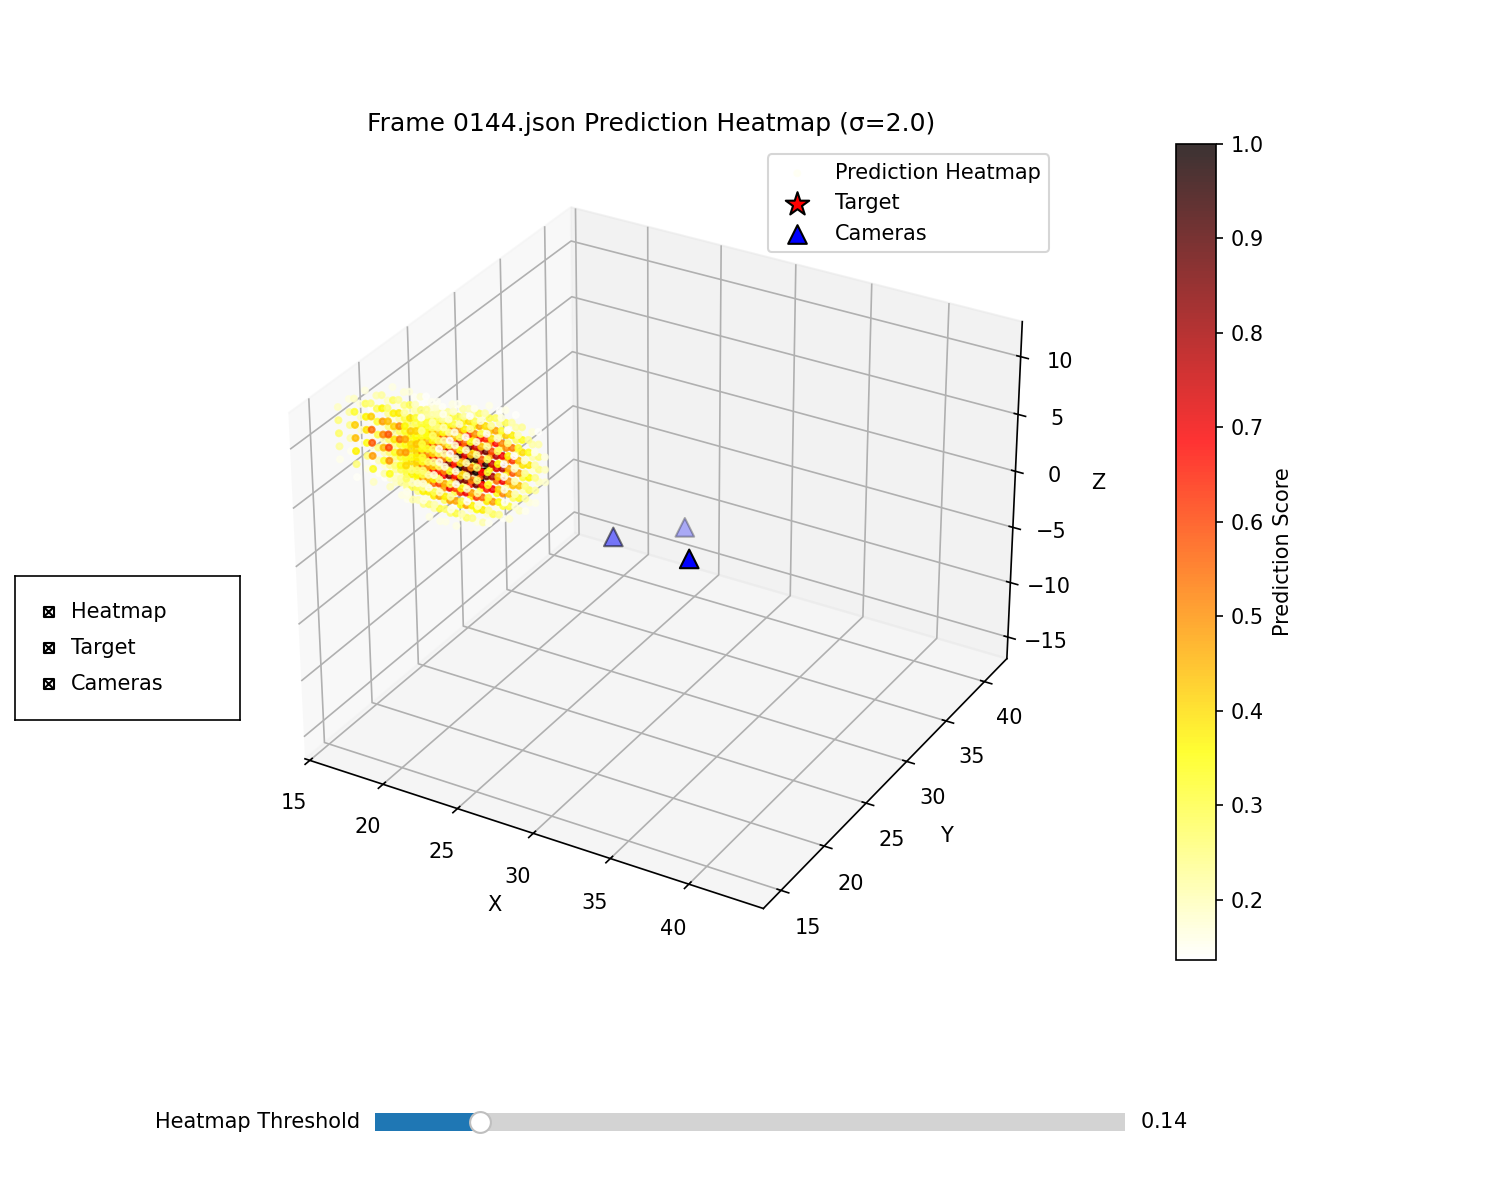 Frame 0144.json Prediction Heatmap (σ=2.0)
Prediction Heatmap
Target
Cameras
10
5
0
−5
−10
−15
Z
15
20
25
30
35
40
X
15
20
25
30
35
40
Y
1.0
0.9
0.8
0.7
0.6
0.5
0.4
0.3
0.2
Prediction Score
Heatmap
Target
Cameras
Heatmap Threshold 0.14